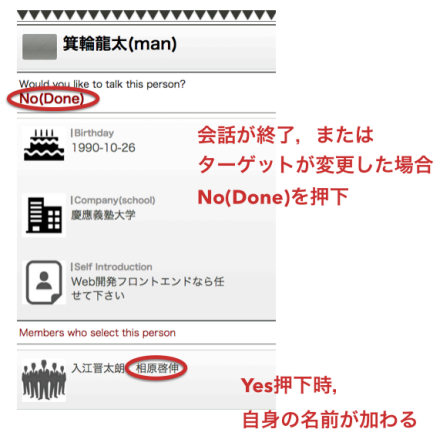 箕輪龍太(man)
Would you like to talk this person?
No(Done)
会話が終了，または
ターゲットが変更した場合
No(Done)を押下
Birthday
1990-10-26
Company(school)
慶應義塾大学
Self Introduction
Web開発フロントエンドなら任
せて下さい
Members who select this person
入江晋太朗 相原啓伸
Yes押下時，
自身の名前が加わる